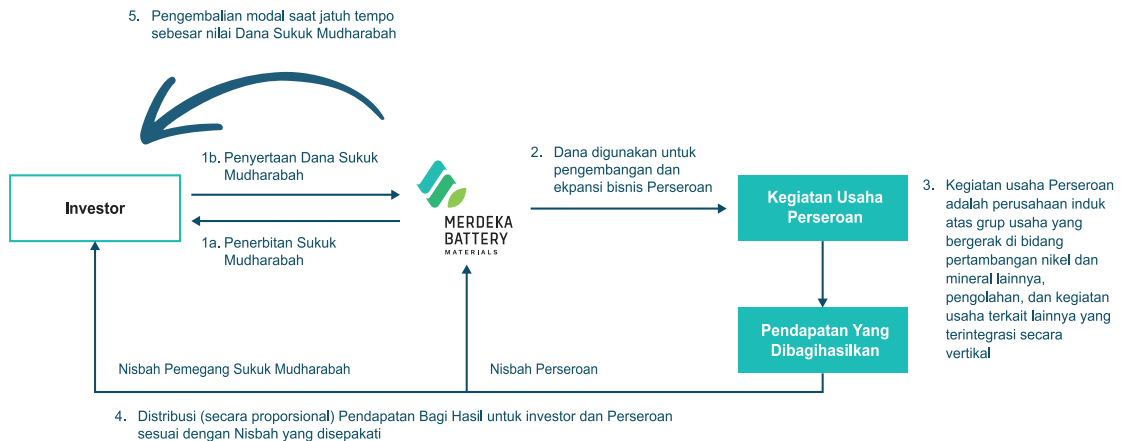 5. Pengembalian modal saat jatuh tempo
sebesar nilai Dana Sukuk Mudharabah
1b. Penyertaan Dana Sukuk
Mudharabah
Investor
1a. Penerbitan Sukuk
Mudharabah
MERDEKA
BATTERY
MATERIALS
2. Dana digunakan untuk
pengembangan dan
ekpansi bisnis Perseroan
Kegiatan Usaha
Perseroan
3. Kegiatan usaha Perseroan
adalah perusahaan induk
atas grup usaha yang
bergerak di bidang
pertambangan nikel dan
mineral lainnya,
pengolahan, dan kegiatan
usaha terkait lainnya yang
terintegrasi secara
vertikal
Pendapatan Yang
Dibagihasilkan
Nisbah Pemegang Sukuk Mudharabah
Nisbah Perseroan
4. Distribusi (secara proporsional) Pendapatan Bagi Hasil untuk investor dan Perseroan
sesuai dengan Nisbah yang disepakati